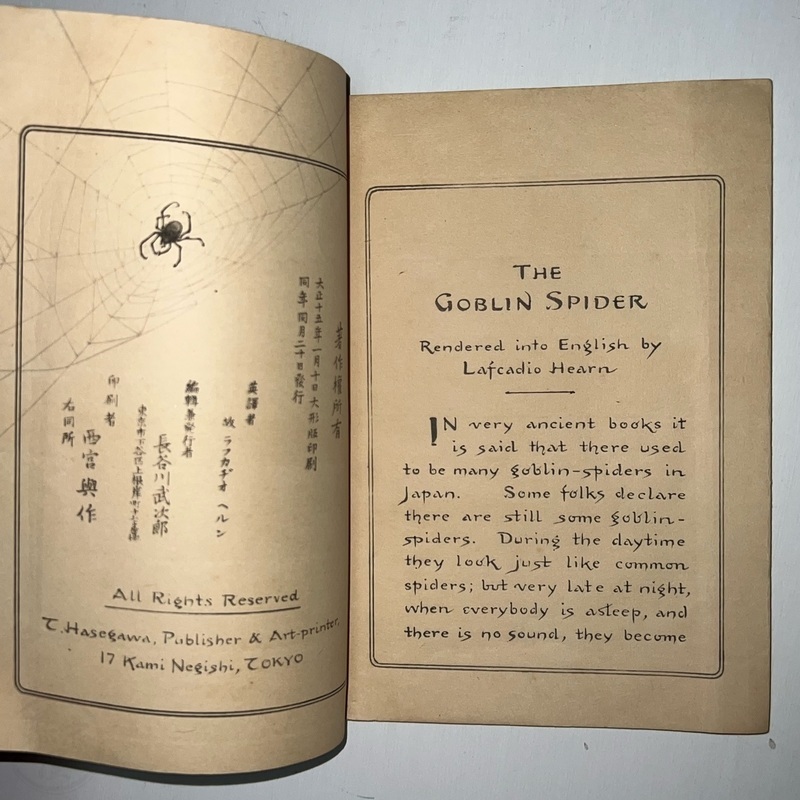 著作權所有
大正十五年一月十日大形版印刷
同年同月二十日發行
英譯者
故 ラフカヂオ ヘルン
編輯兼發行者
長谷川武次郎
東京市下谷區上根岸町十七番地
印刷者
西宮與作
右同所
All Rights Reserved
T. Hasegawa, Publisher & Art-printer,
17 Kami Negishi, TOKYO
THE
GOBLIN SPIDER
Rendered into English by
Lafcadio Hearn
IN very ancient books it
is said that there used
to be many goblin-spiders in
Japan. Some folks declare
there are still some goblin-
spiders. During the daytime
they look just like common
spiders; but very late at night,
when everybody is asleep, and
there is no sound, they become